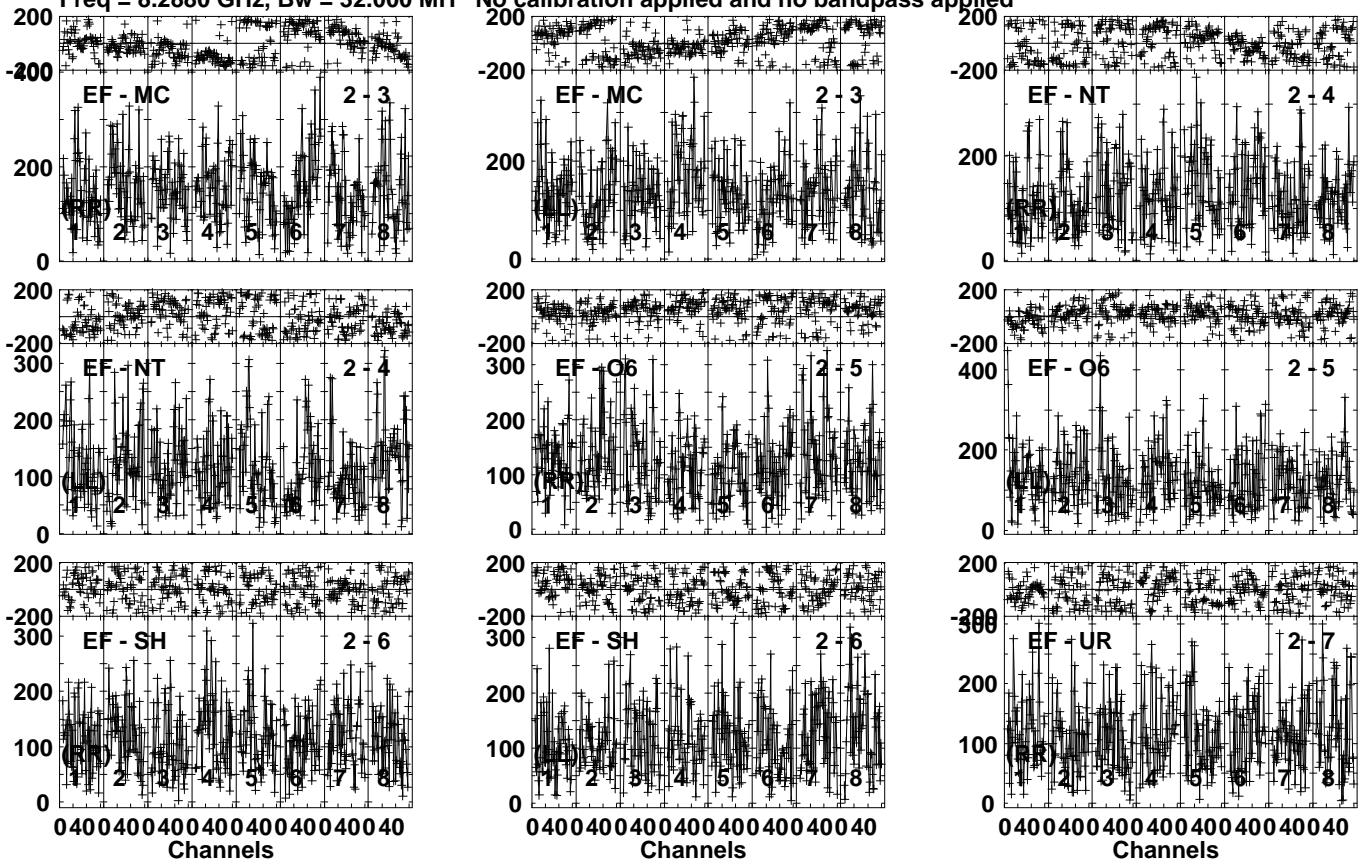 Freq = 8.2880 GHz, Bw = 32.000 MH No calibration applied and no bandpass applied
200 200 200
-200 -200 -200
400
EF - MC 2 - 3 EF - MC 2 - 3 EF - NT 2 - 4
200 200 200
(RR) (LL) (RR)
1 2 3 4 5 6 7 8 1 2 3 4 5 6 7 8 1 2 3 4 5 6 7 8
0 0 0
200 200 200
-200 -200 -200
300 300 400
EF - NT 2 - 4 EF - O6 2 - 5 EF - O6 2 - 5
200 200 200
100 100
(LL) (RR) (LL)
1 2 3 4 5 6 7 8 1 2 3 4 5 6 7 8 1 2 3 4 5 6 7 8
0 0 0
200 200 200
-200 -200 -200
300 300 300
EF - SH 2 - 6 EF - SH 2 - 6 EF - UR 2 - 7
200 200 200
100 100 100
(RR) (LL) (RR)
1 2 3 4 5 6 7 8 1 2 3 4 5 6 7 8 1 2 3 4 5 6 7 8
0 0 0
0 40 0 40 0 40 0 40 0 40 0 40 0 40 0 40 0 40 0 40 0 40 0 40 0 40 0 40 0 40 0 40 0 40 0 40 0 40 0 40 0 40 0 40 0 40 0 40
Channels Channels Channels